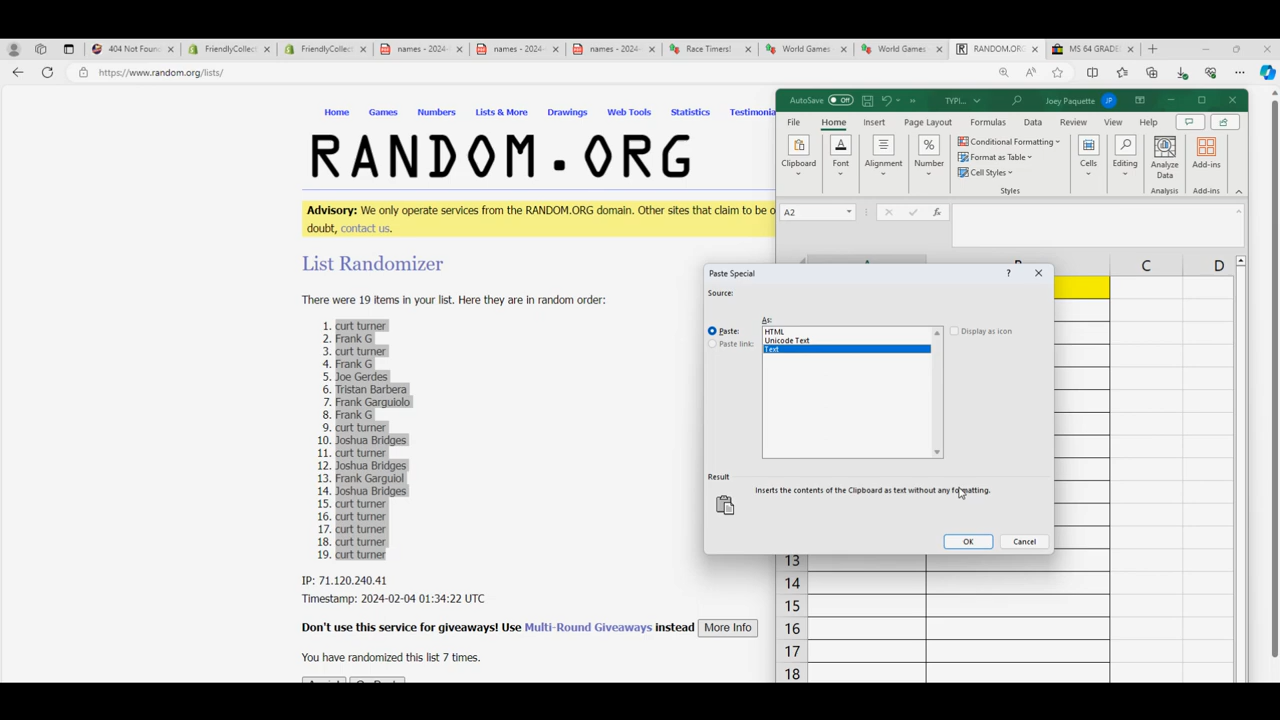 404 Not Foun
FriendlyCollec
FriendlyCollect
names - 2024-
names - 2024-
names - 2024-
Race Timers!
World Games
World Games
RANDOM.ORG
MS 64 GRADE
https://www.random.org/lists/
Home Games Numbers Lists & More Drawings Web Tools Statistics Testimonia
RANDOM.ORG
Advisory: We only operate services from the RANDOM.ORG domain. Other sites that claim to be o
doubt, contact us.
List Randomizer
There were 19 items in your list. Here they are in random order:
1. curt turner
2. Frank G
3. curt turner
4. Frank G
5. Joe Gerdes
6. Tristan Barbera
7. Frank Garguiolo
8. Frank G
9. curt turner
10. Joshua Bridges
11. curt turner
12. Joshua Bridges
13. Frank Garguiol
14. Joshua Bridges
15. curt turner
16. curt turner
17. curt turner
18. curt turner
19. curt turner
IP: 71.120.240.41
Timestamp: 2024-02-04 01:34:22 UTC
Don't use this service for giveaways! Use Multi-Round Giveaways instead More Info
You have randomized this list 7 times.
AutoSave Off TYPI... Joey Paquette JP
File Home Insert Page Layout Formulas Data Review View Help
Clipboard
Font
Alignment
Number
Conditional Formatting
Format as Table
Cell Styles
Styles
Cells
Editing
Analyze
Data
Analysis
Add-ins
Add-ins
A2
fx
C D
Paste Special
Source:
As:
Paste:
Paste link:
HTML
Unicode Text
Text
Display as icon
Result
Inserts the contents of the Clipboard as text without any formatting.
OK Cancel
13
14
15
16
17
18